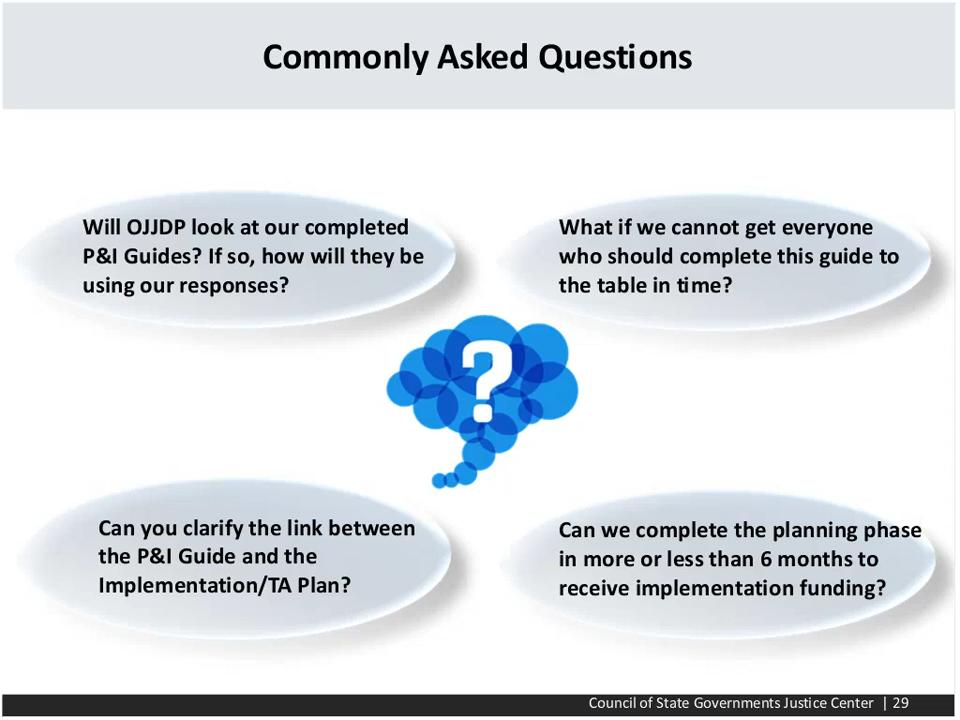 Commonly Asked Questions
Will OJJDP look at our completed
P&I Guides? If so, how will they be
using our responses?
What if we cannot get everyone
who should complete this guide to
the table in time?
?
Can you clarify the link between
the P&I Guide and the
Implementation/TA Plan?
Can we complete the planning phase
in more or less than 6 months to
receive implementation funding?
Council of State Governments Justice Center | 29